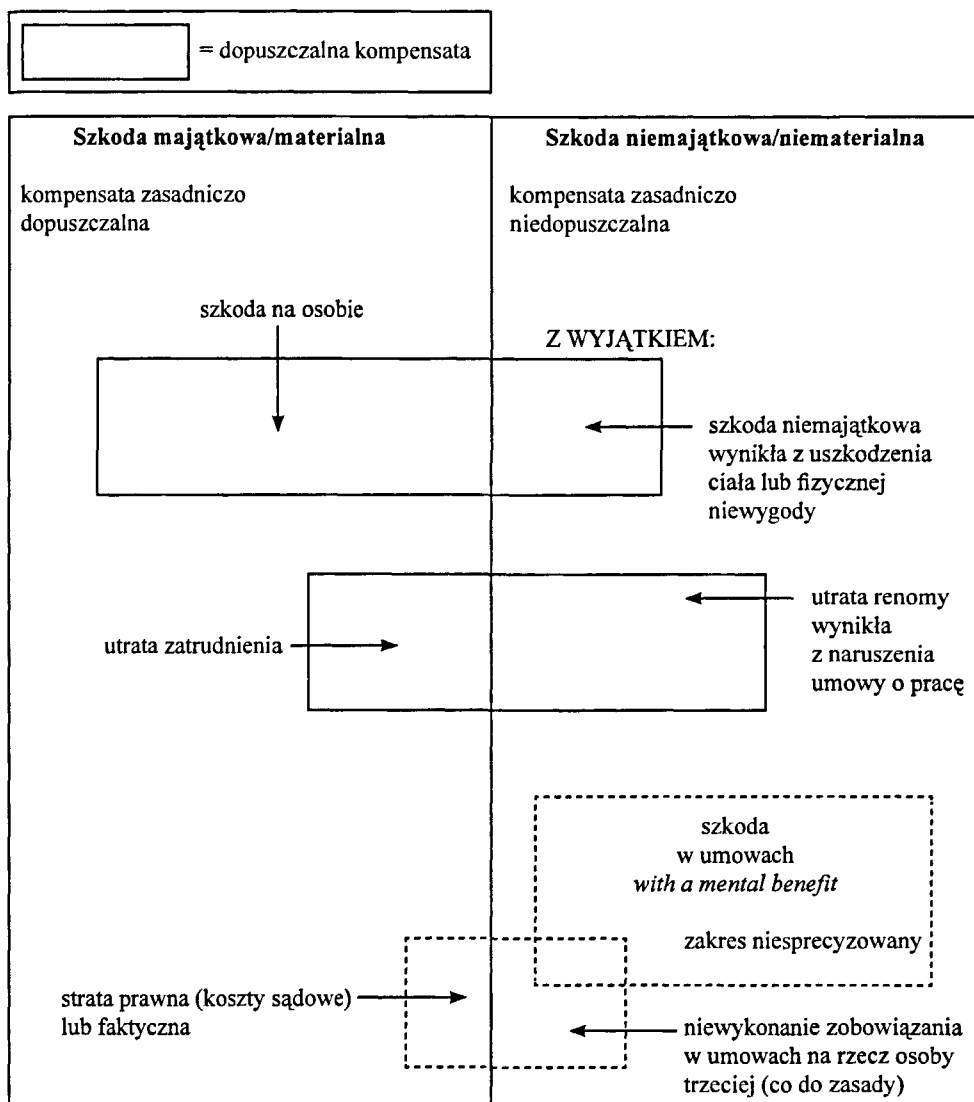 = dopuszczalna kompensata
Szkoda majątkowa/materialna
kompensata zasadniczo
dopuszczalna
Szkoda niemajątkowa/niematerialna
kompensata zasadniczo
niedopuszczalna
szkoda na osobie
Z WYJĄTKIEM:
szkoda niemajątkowa
wynikła z uszkodzenia
ciała lub fizycznej
niewygody
utrata zatrudnienia
utrata renomy
wynikła
z naruszenia
umowy o pracę
szkoda
w umowach
with a mental benefit
zakres niesprecyzowany
strata prawna (koszty sądowe)
lub faktyczna
niewykonanie zobowiązania
w umowach na rzecz osoby
trzeciej (co do zasady)